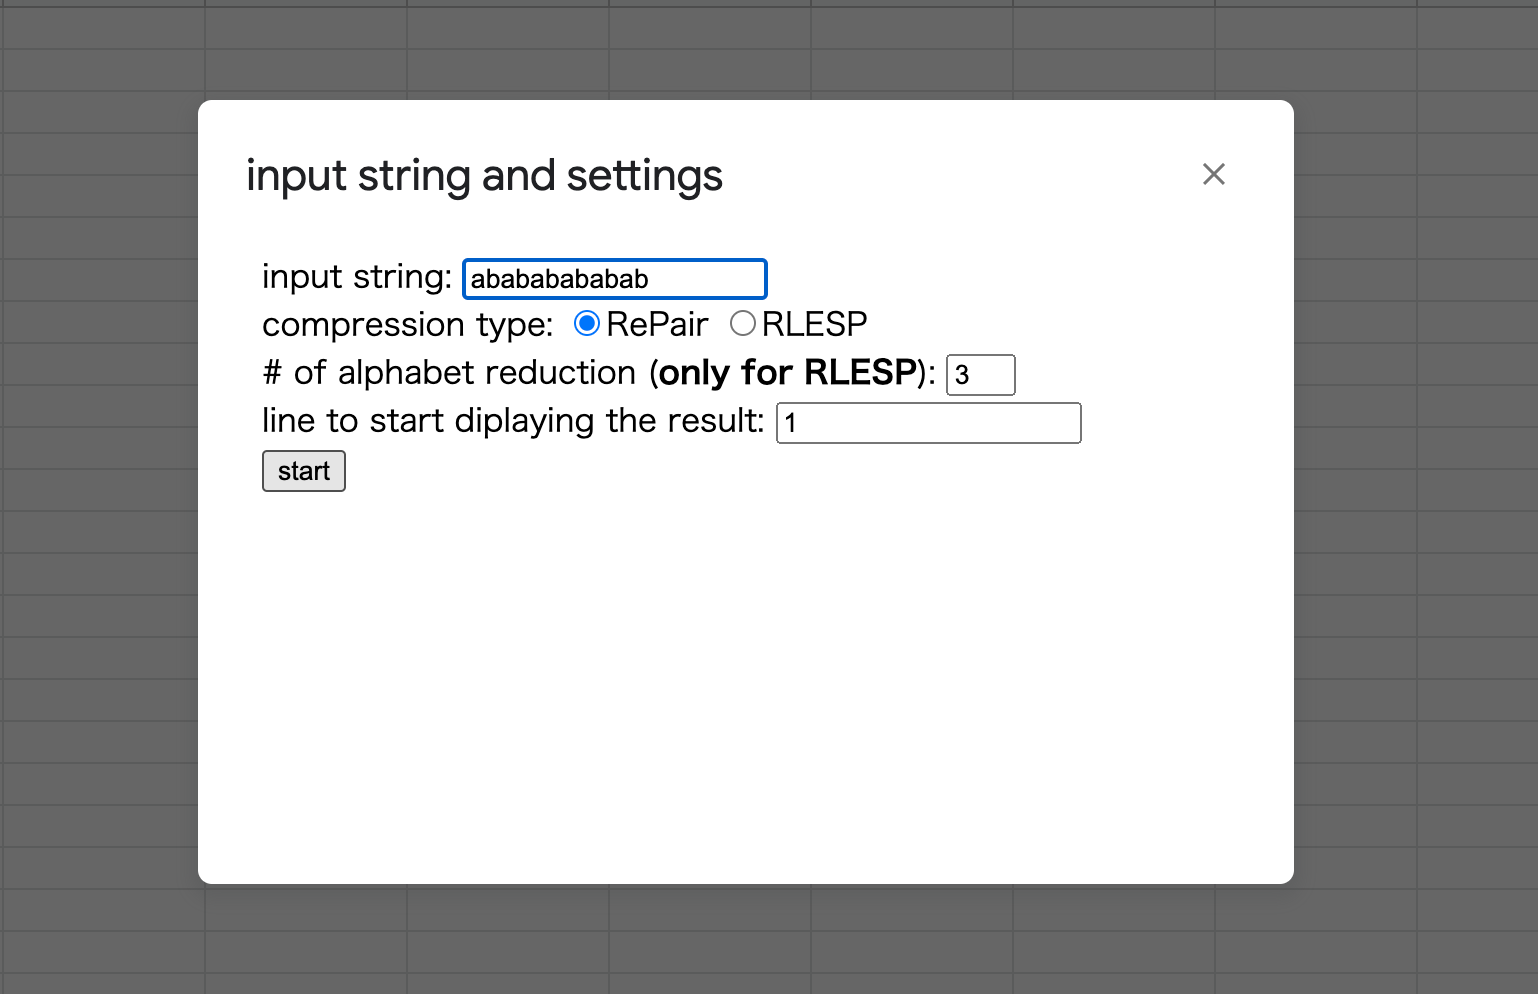 input string and settings
input string: abababababab
compression type: RePair RLESP
# of alphabet reduction (only for RLESP): 3
line to start diplaying the result: 1
start